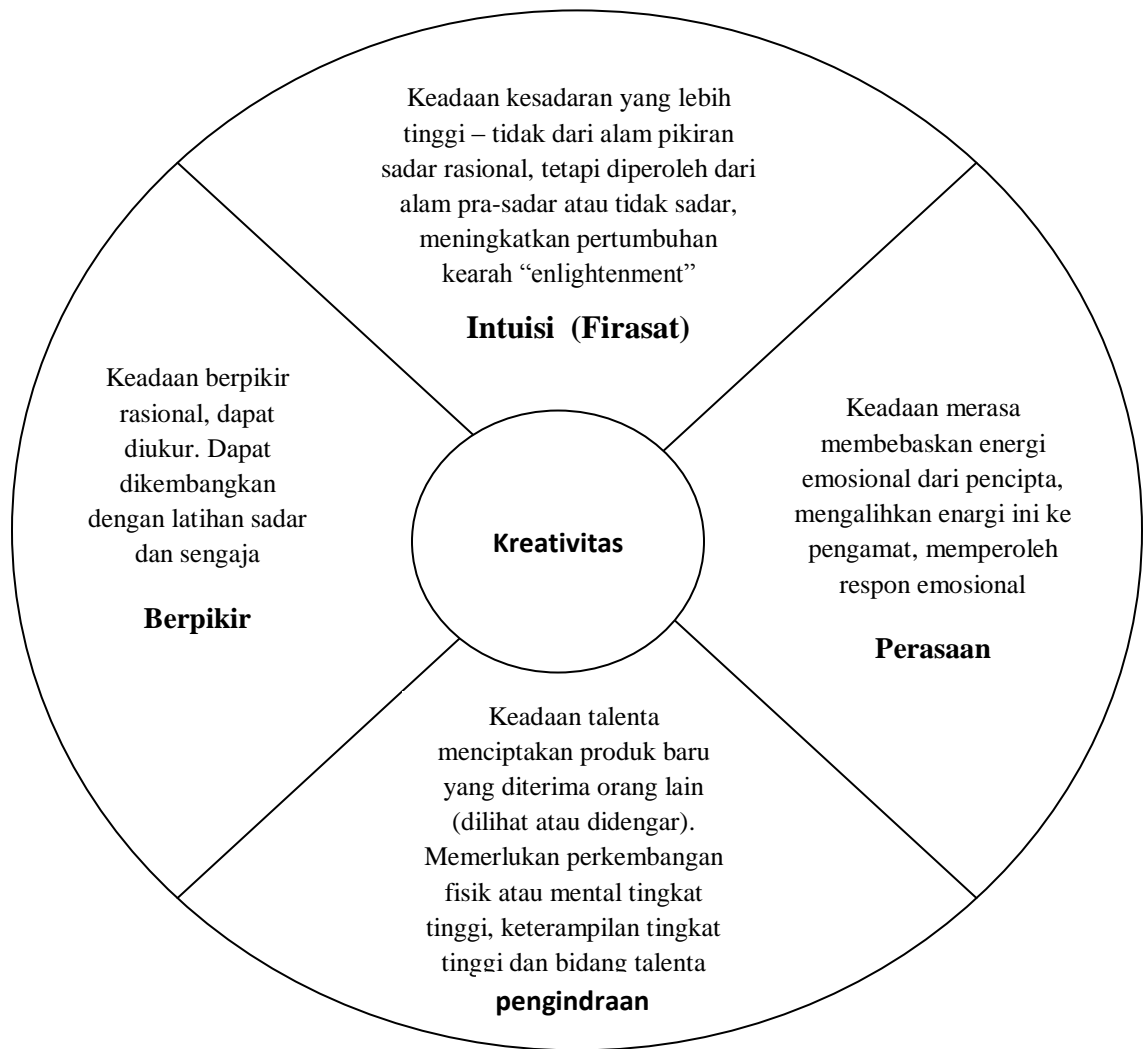 Keadaan kesadaran yang lebih
tinggi – tidak dari alam pikiran
sadar rasional, tetapi diperoleh dari
alam pra-sadar atau tidak sadar,
meningkatkan pertumbuhan
kearah “enlightenment”
Intuisi (Firasat)
Keadaan berpikir
rasional, dapat
diukur. Dapat
dikembangkan
dengan latihan sadar
dan sengaja
Berpikir
Kreativitas
Keadaan merasa
membebaskan energi
emosional dari pencipta,
mengalihkan enargi ini ke
pengamat, memperoleh
respon emosional
Perasaan
Keadaan talenta
menciptakan produk baru
yang diterima orang lain
(dilihat atau didengar).
Memerlukan perkembangan
fisik atau mental tingkat
tinggi, keterampilan tingkat
tinggi dan bidang talenta
pengindraan